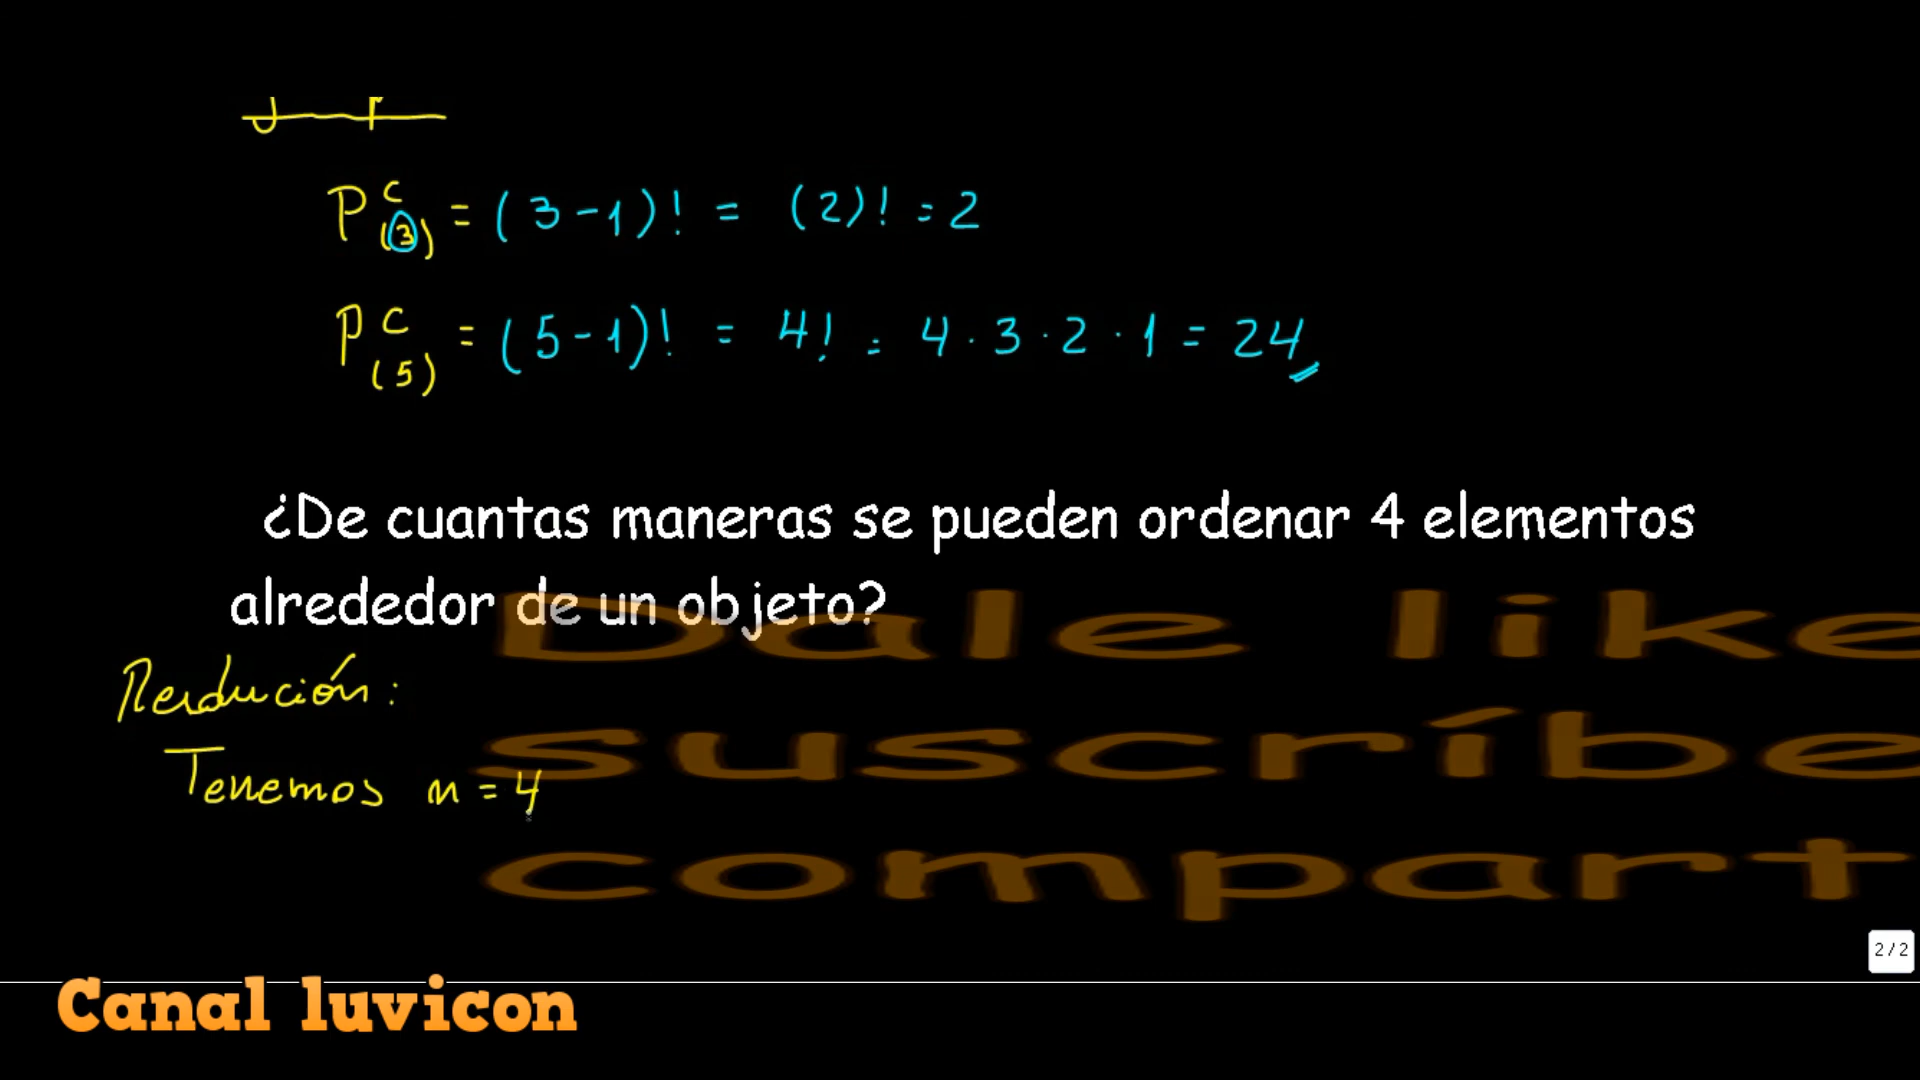 P^C_(3) = (3-1)! = (2)! = 2
P^C_(5) = (5-1)! = 4! = 4 · 3 · 2 · 1 = 24
¿De cuantas maneras se pueden ordenar 4 elementos
alrededor de un objeto?
Dale like
Resolución:
suscríbe
Tenemos n = 4
compart
2/2
Canal luvicon